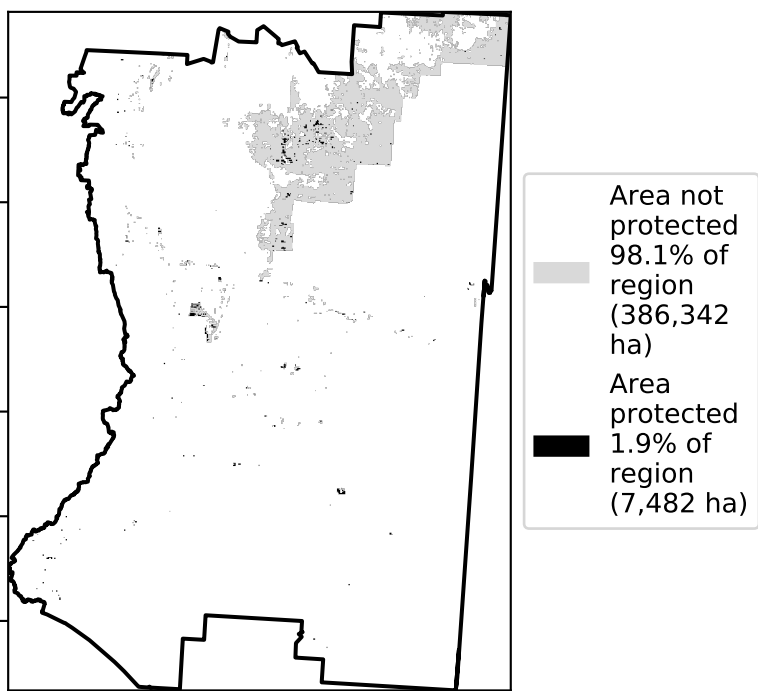 Area not
protected
98.1% of
region
(386,342
ha)
Area
protected
1.9% of
region
(7,482 ha)